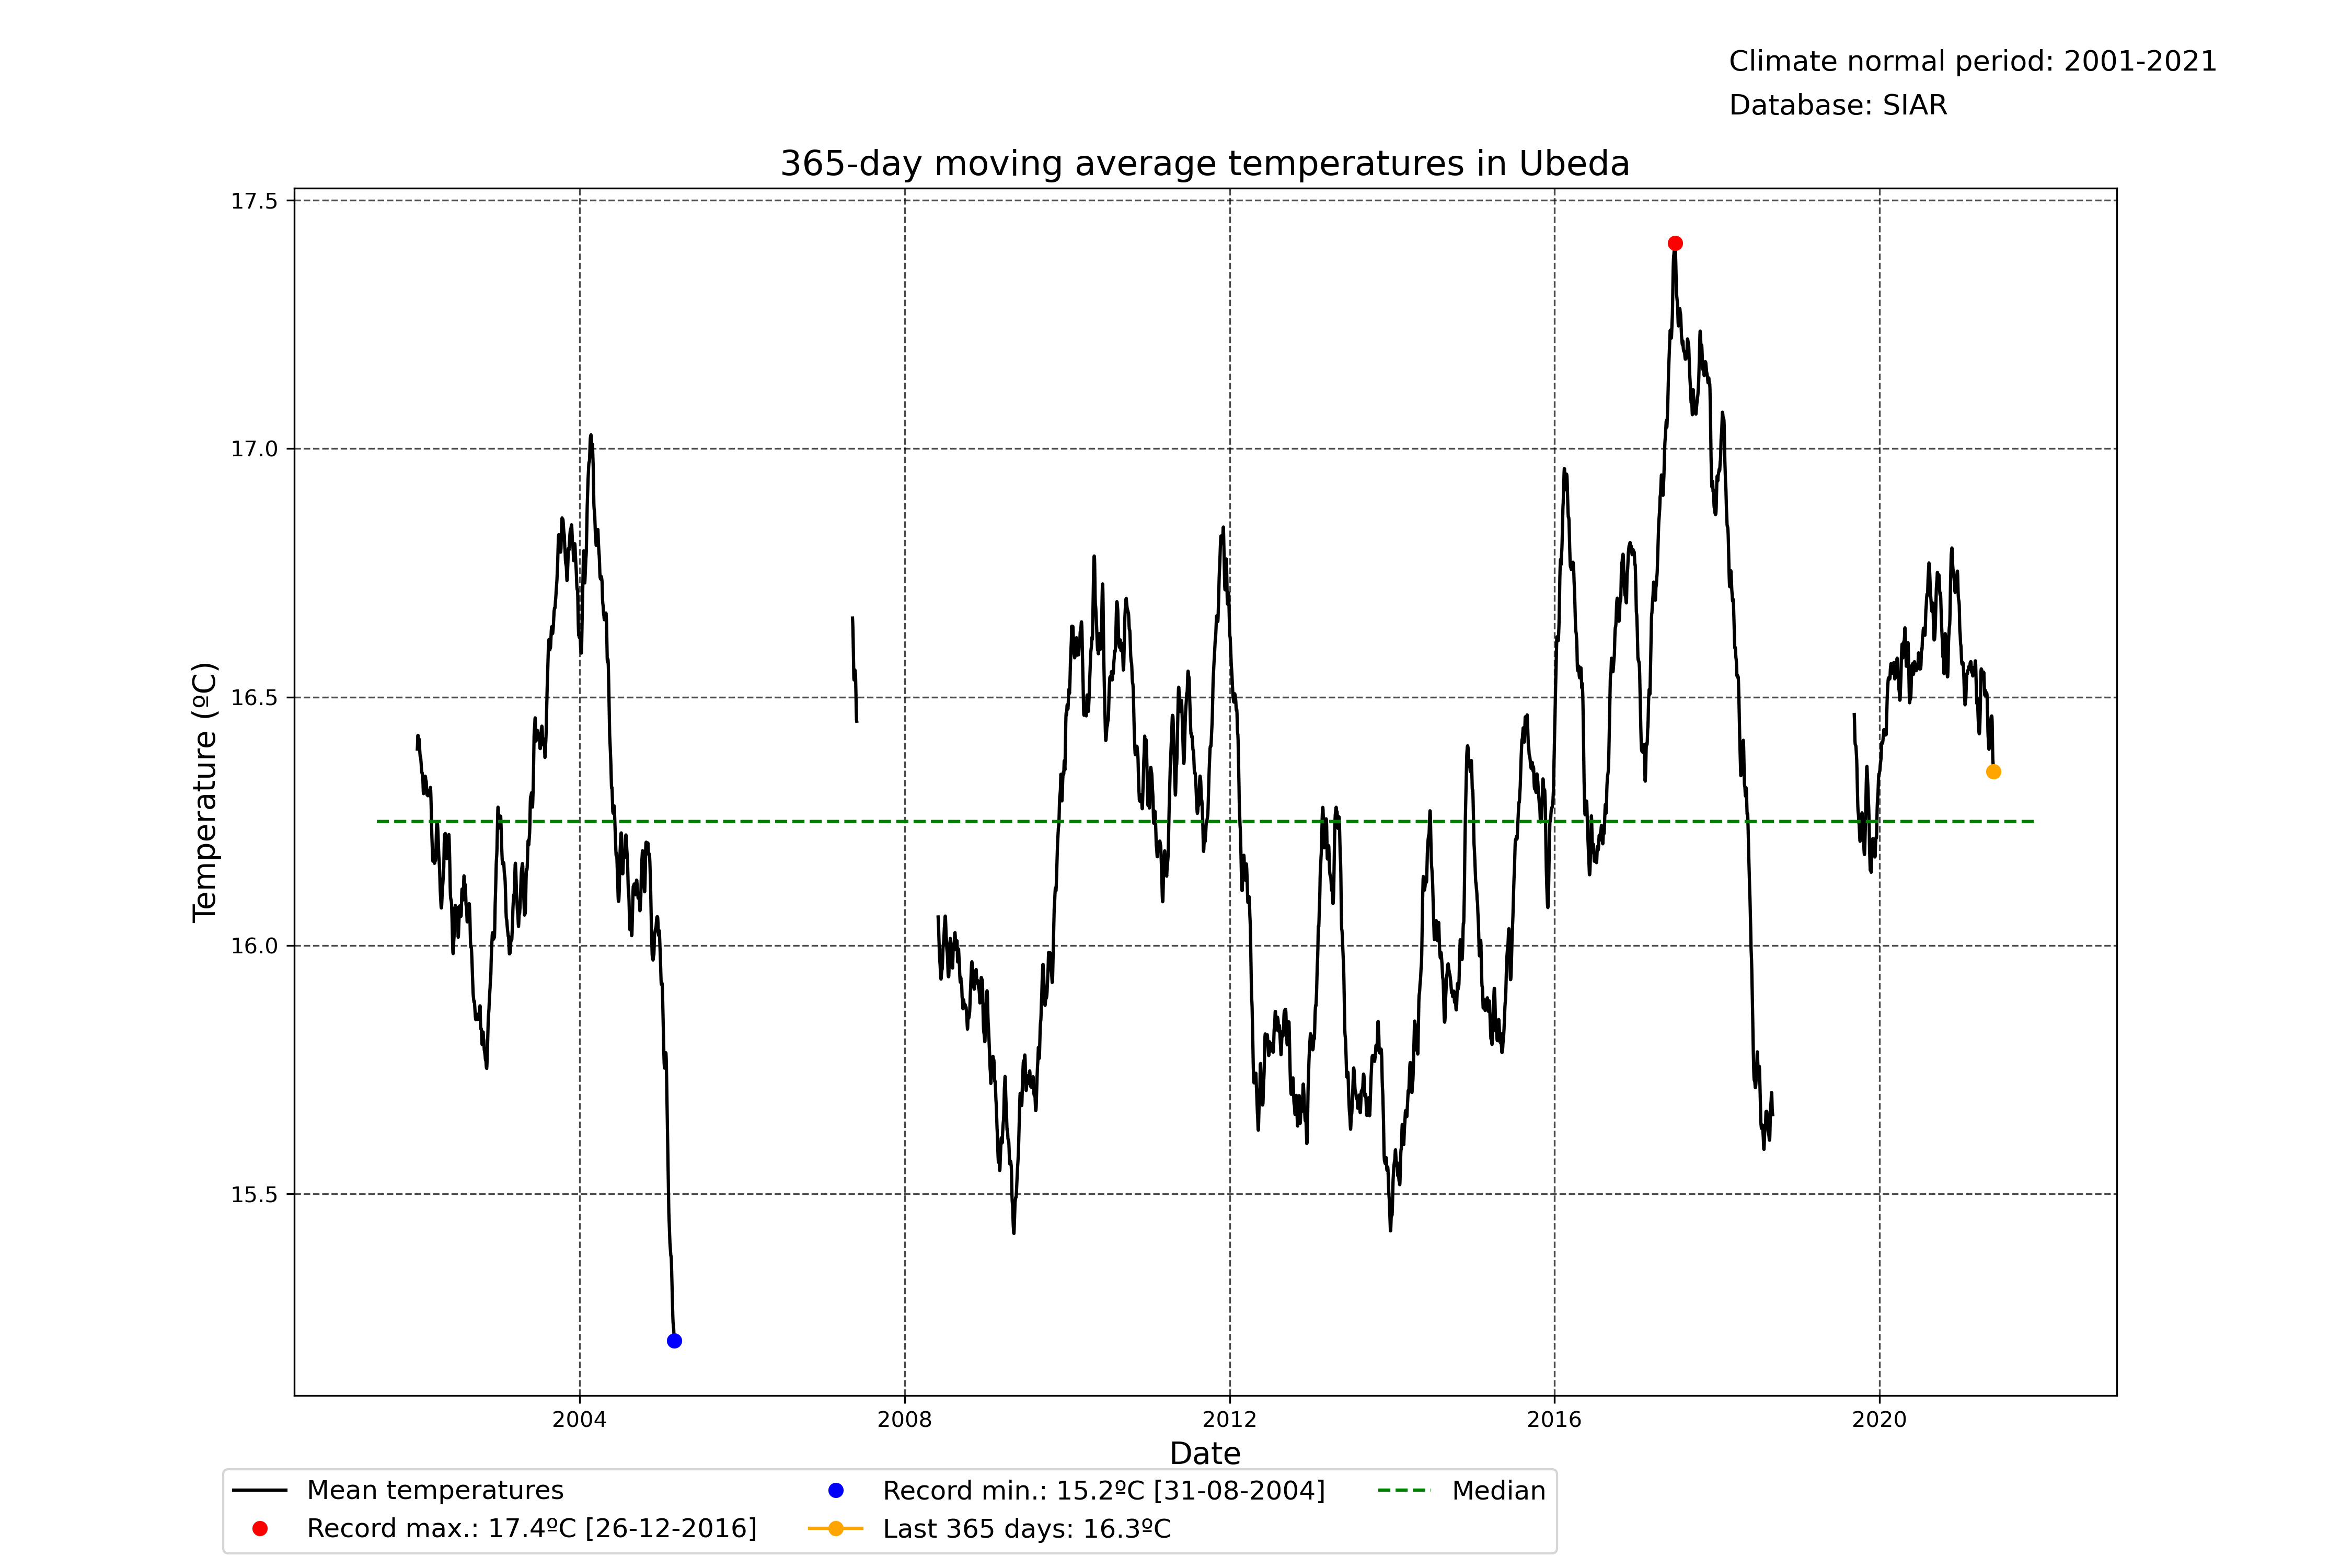 Climate normal period: 2001-2021
Database: SIAR
365-day moving average temperatures in Ubeda
17.5
17.0
16.5
16.0
15.5
Temperature (ºC)
2004 2008 2012 2016 2020
Date
Mean temperatures
Record max.: 17.4ºC [26-12-2016]
Record min.: 15.2ºC [31-08-2004]
Last 365 days: 16.3ºC
Median